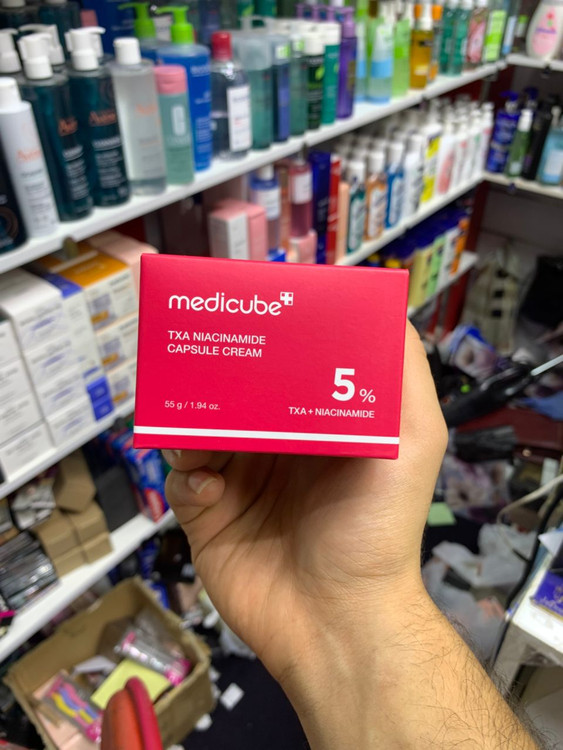 medicube
TXA NIACINAMIDE
CAPSULE CREAM
5%
55 g / 1.94 oz.
TXA + NIACINAMIDE